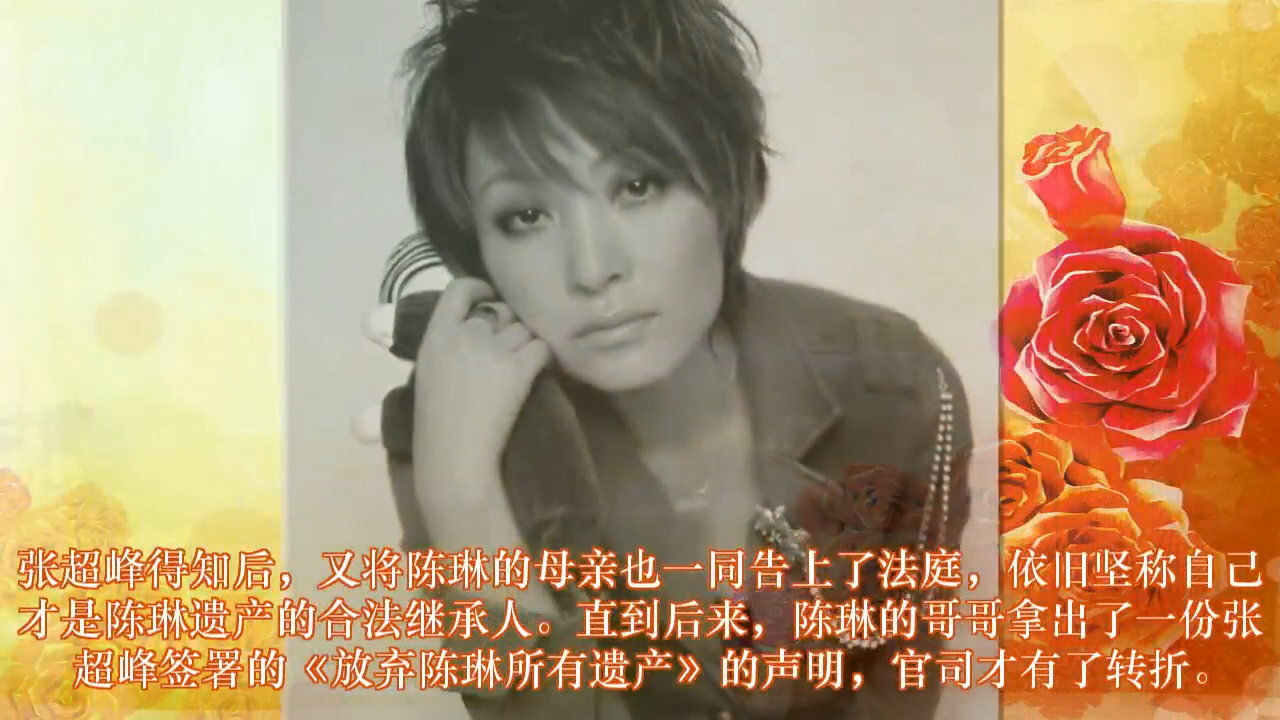 张超峰得知后，又将陈琳的母亲也一同告上了法庭，依旧坚称自己
才是陈琳遗产的合法继承人。直到后来，陈琳的哥哥拿出了一份张
超峰签署的《放弃陈琳所有遗产》的声明，官司才有了转折。